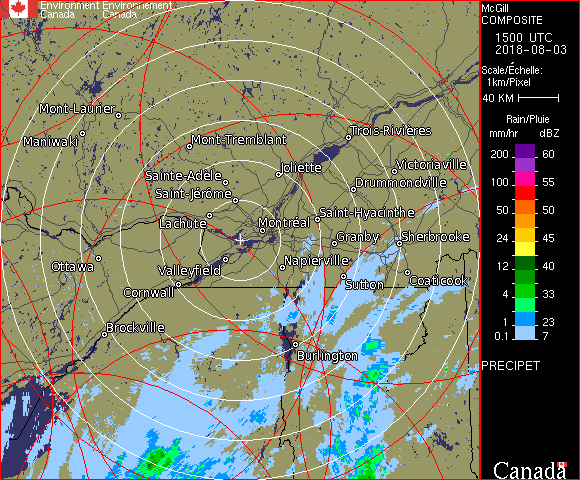 Environment Environnement
Canada Canada
McGill
COMPOSITE
1500 UTC
2018-08-03
Scale/Échelle:
1km/Pixel
40 KM
Rain/Pluie
mm/hr dBZ
200 60
55
100 55
50 50
24 45
12 40
4 33
1 23
0.1 7
PRECIPET
Canada
Mont-Laurier
Maniwaki
Mont-Tremblant
Trois-Rivières
Joliette
Victoriaville
Sainte-Adèle
Drummondville
Saint-Jérôme
Saint-Hyacinthe
Lachute
Montréal
Granby
Sherbrooke
Ottawa
Valleyfield
Napierville
Sutton
Coaticook
Cornwall
Brockville
Burlington